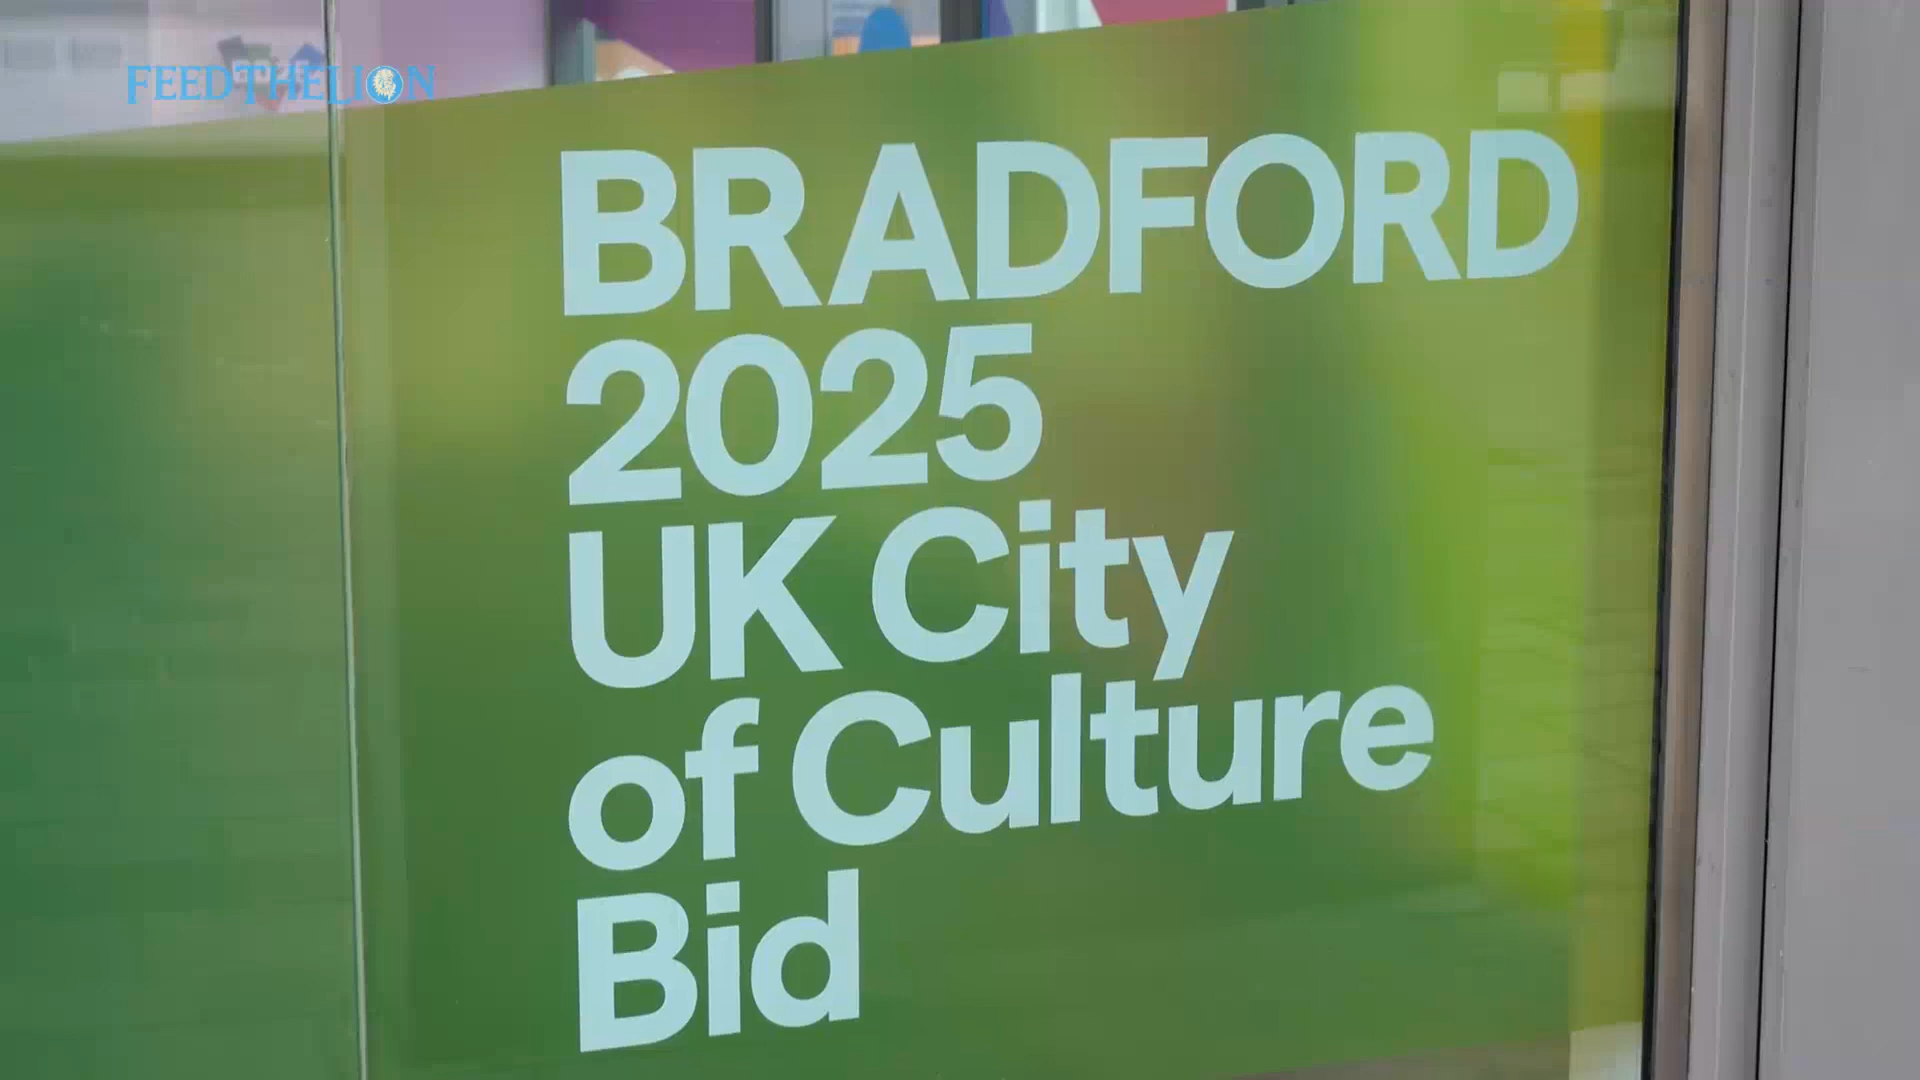 FEEDTHELION
BRADFORD
2025
UK City
of Culture
Bid